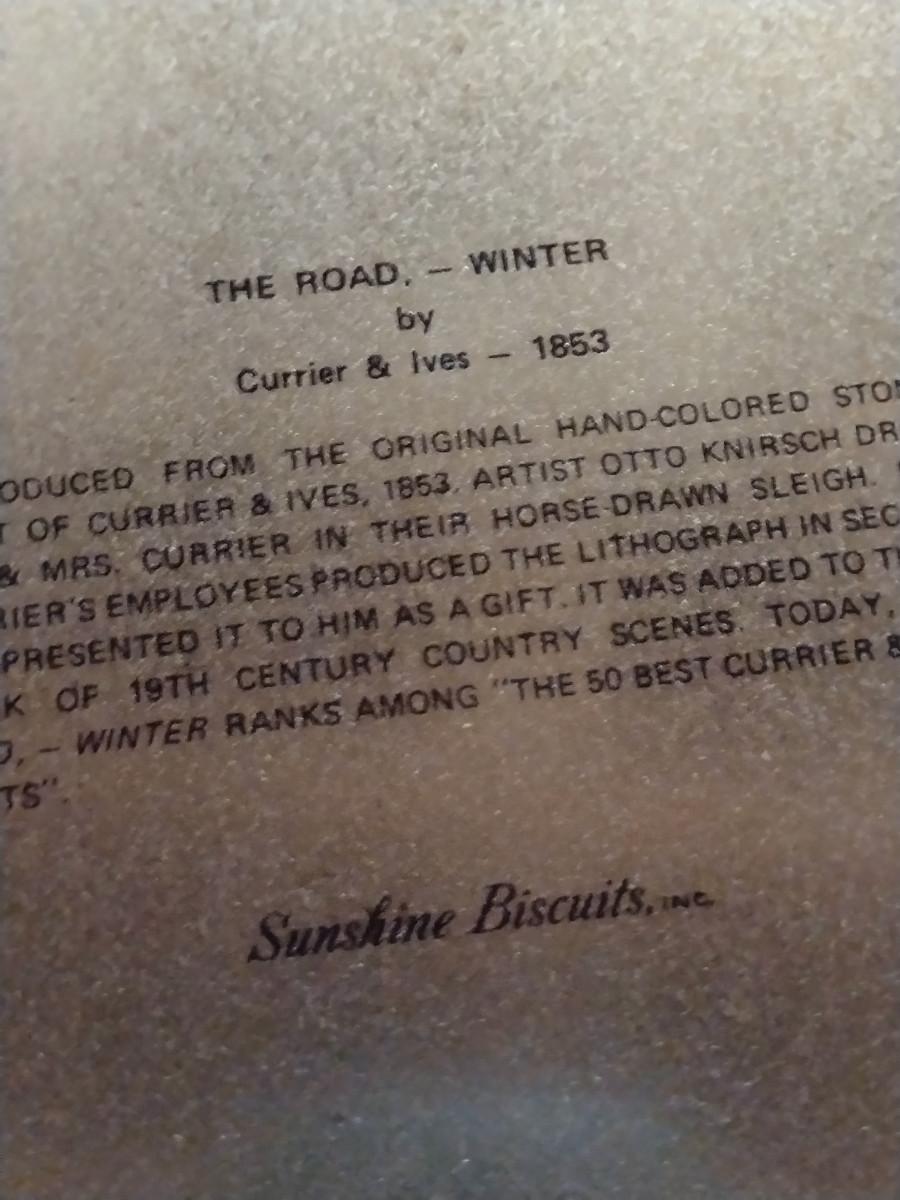 THE ROAD, – WINTER
by
Currier & Ives – 1853
ODUCED FROM THE ORIGINAL HAND-COLORED STO
T OF CURRIER & IVES, 1853. ARTIST OTTO KNIRSCH DR
& MRS. CURRIER IN THEIR HORSE-DRAWN SLEIGH.
RIER'S EMPLOYEES PRODUCED THE LITHOGRAPH IN SEC
PRESENTED IT TO HIM AS A GIFT. IT WAS ADDED TO T
K OF 19TH CENTURY COUNTRY SCENES. TODAY,
D, – WINTER RANKS AMONG "THE 50 BEST CURRIER &
TS".
Sunshine Biscuits, INC.